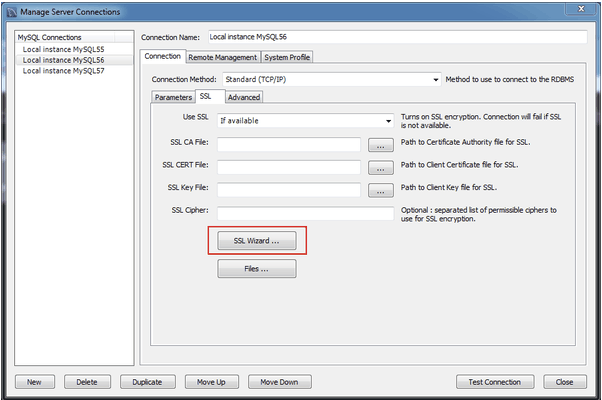 Manage Server Connections
MySQL Connections
Local instance MySQL55
Local instance MySQL56
Local instance MySQL57
Connection Name: Local instance MySQL56
Connection Remote Management System Profile
Connection Method: Standard (TCP/IP) Method to use to connect to the RDBMS
Parameters SSL Advanced
Use SSL If available Turns on SSL encryption. Connection will fail if SSL
is not available.
SSL CA File: ... Path to Certificate Authority file for SSL.
SSL CERT File: ... Path to Client Certificate file for SSL.
SSL Key File: ... Path to Client Key file for SSL.
SSL Cipher: Optional : separated list of permissible ciphers to
use for SSL encryption.
SSL Wizard ...
Files ...
New Delete Duplicate Move Up Move Down Test Connection Close